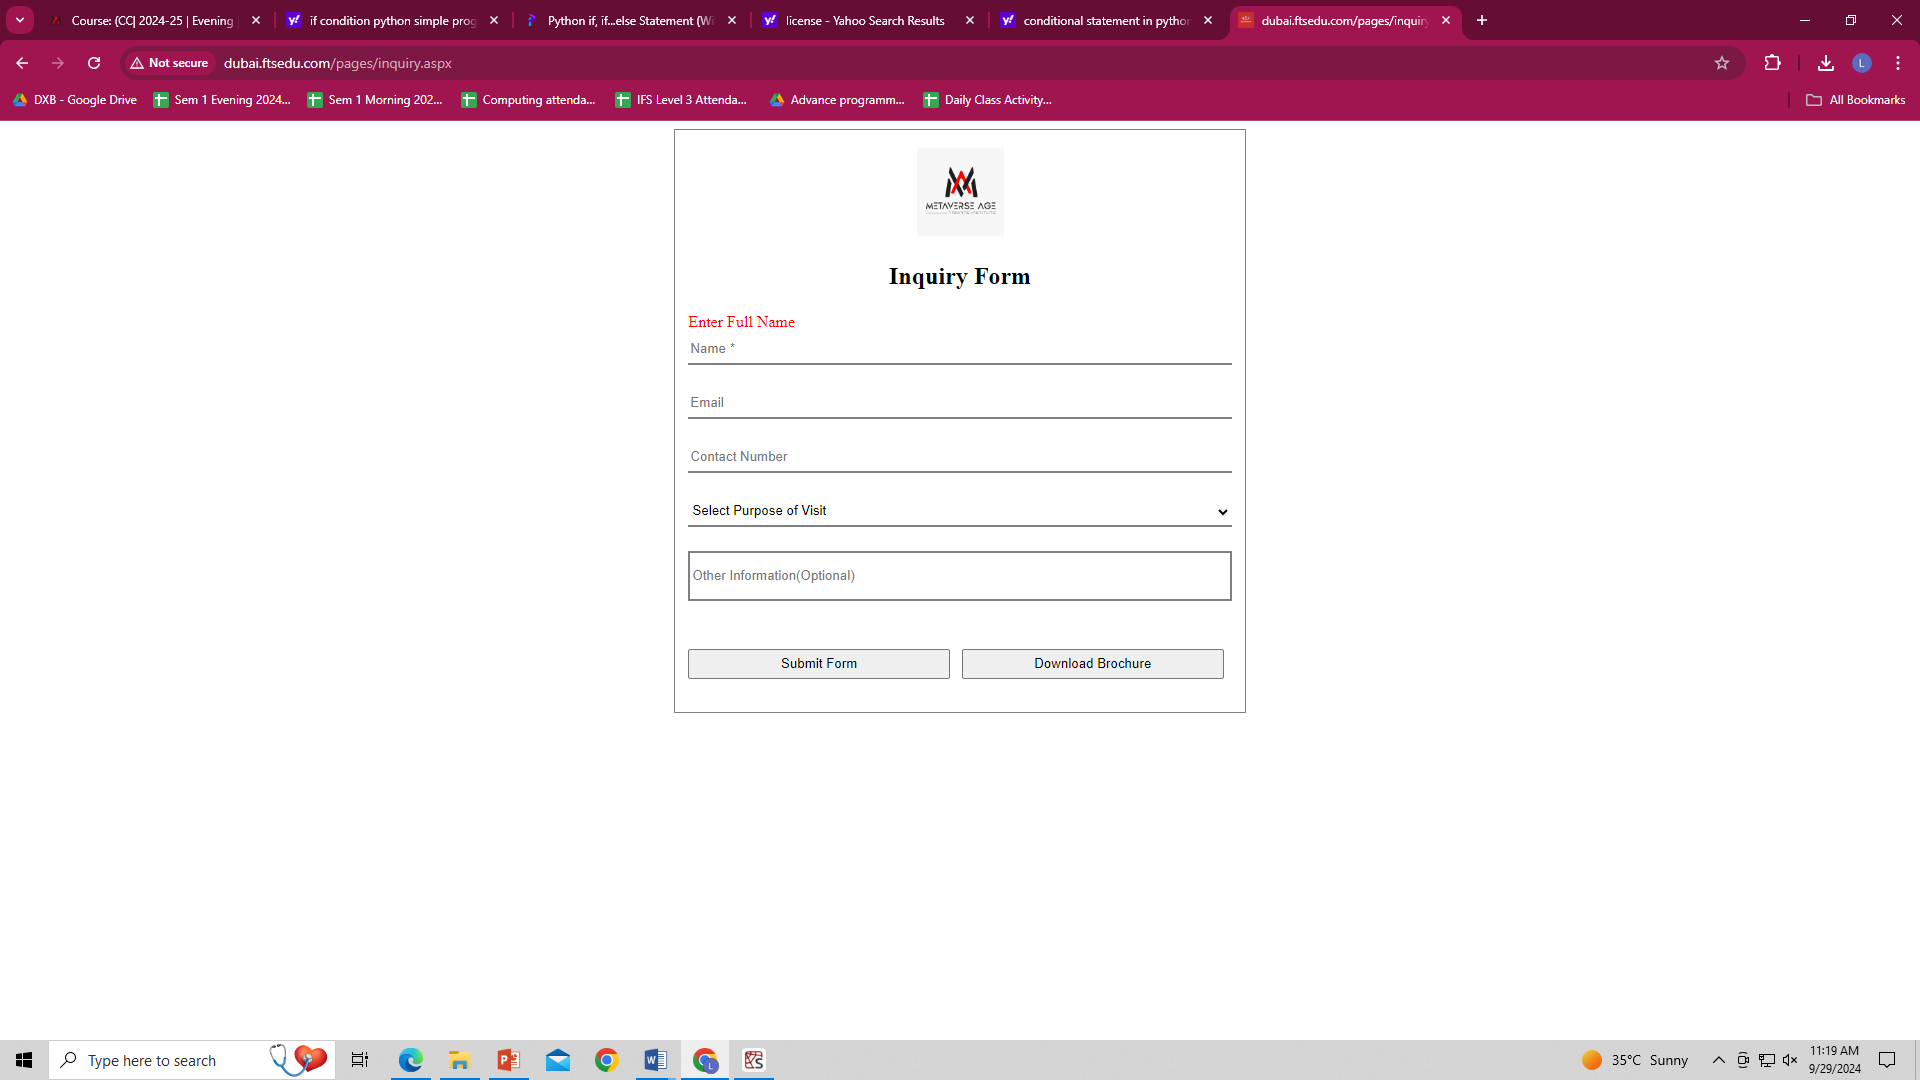 Course: (CC| 2024-25 | Evening
if condition python simple prog
Python if, if...else Statement (Wi
license - Yahoo Search Results
conditional statement in python
dubai.ftsedu.com/pages/inquiry
Not secure
dubai.ftsedu.com/pages/inquiry.aspx
L
DXB - Google Drive
Sem 1 Evening 2024...
Sem 1 Morning 202...
Computing attenda...
IFS Level 3 Attenda...
Advance programm...
Daily Class Activity...
All Bookmarks
METAVERSE AGE
Inquiry Form
Enter Full Name
Name *
Email
Contact Number
Select Purpose of Visit
Other Information(Optional)
Submit Form
Download Brochure
Type here to search
35°C Sunny
11:19 AM
9/29/2024